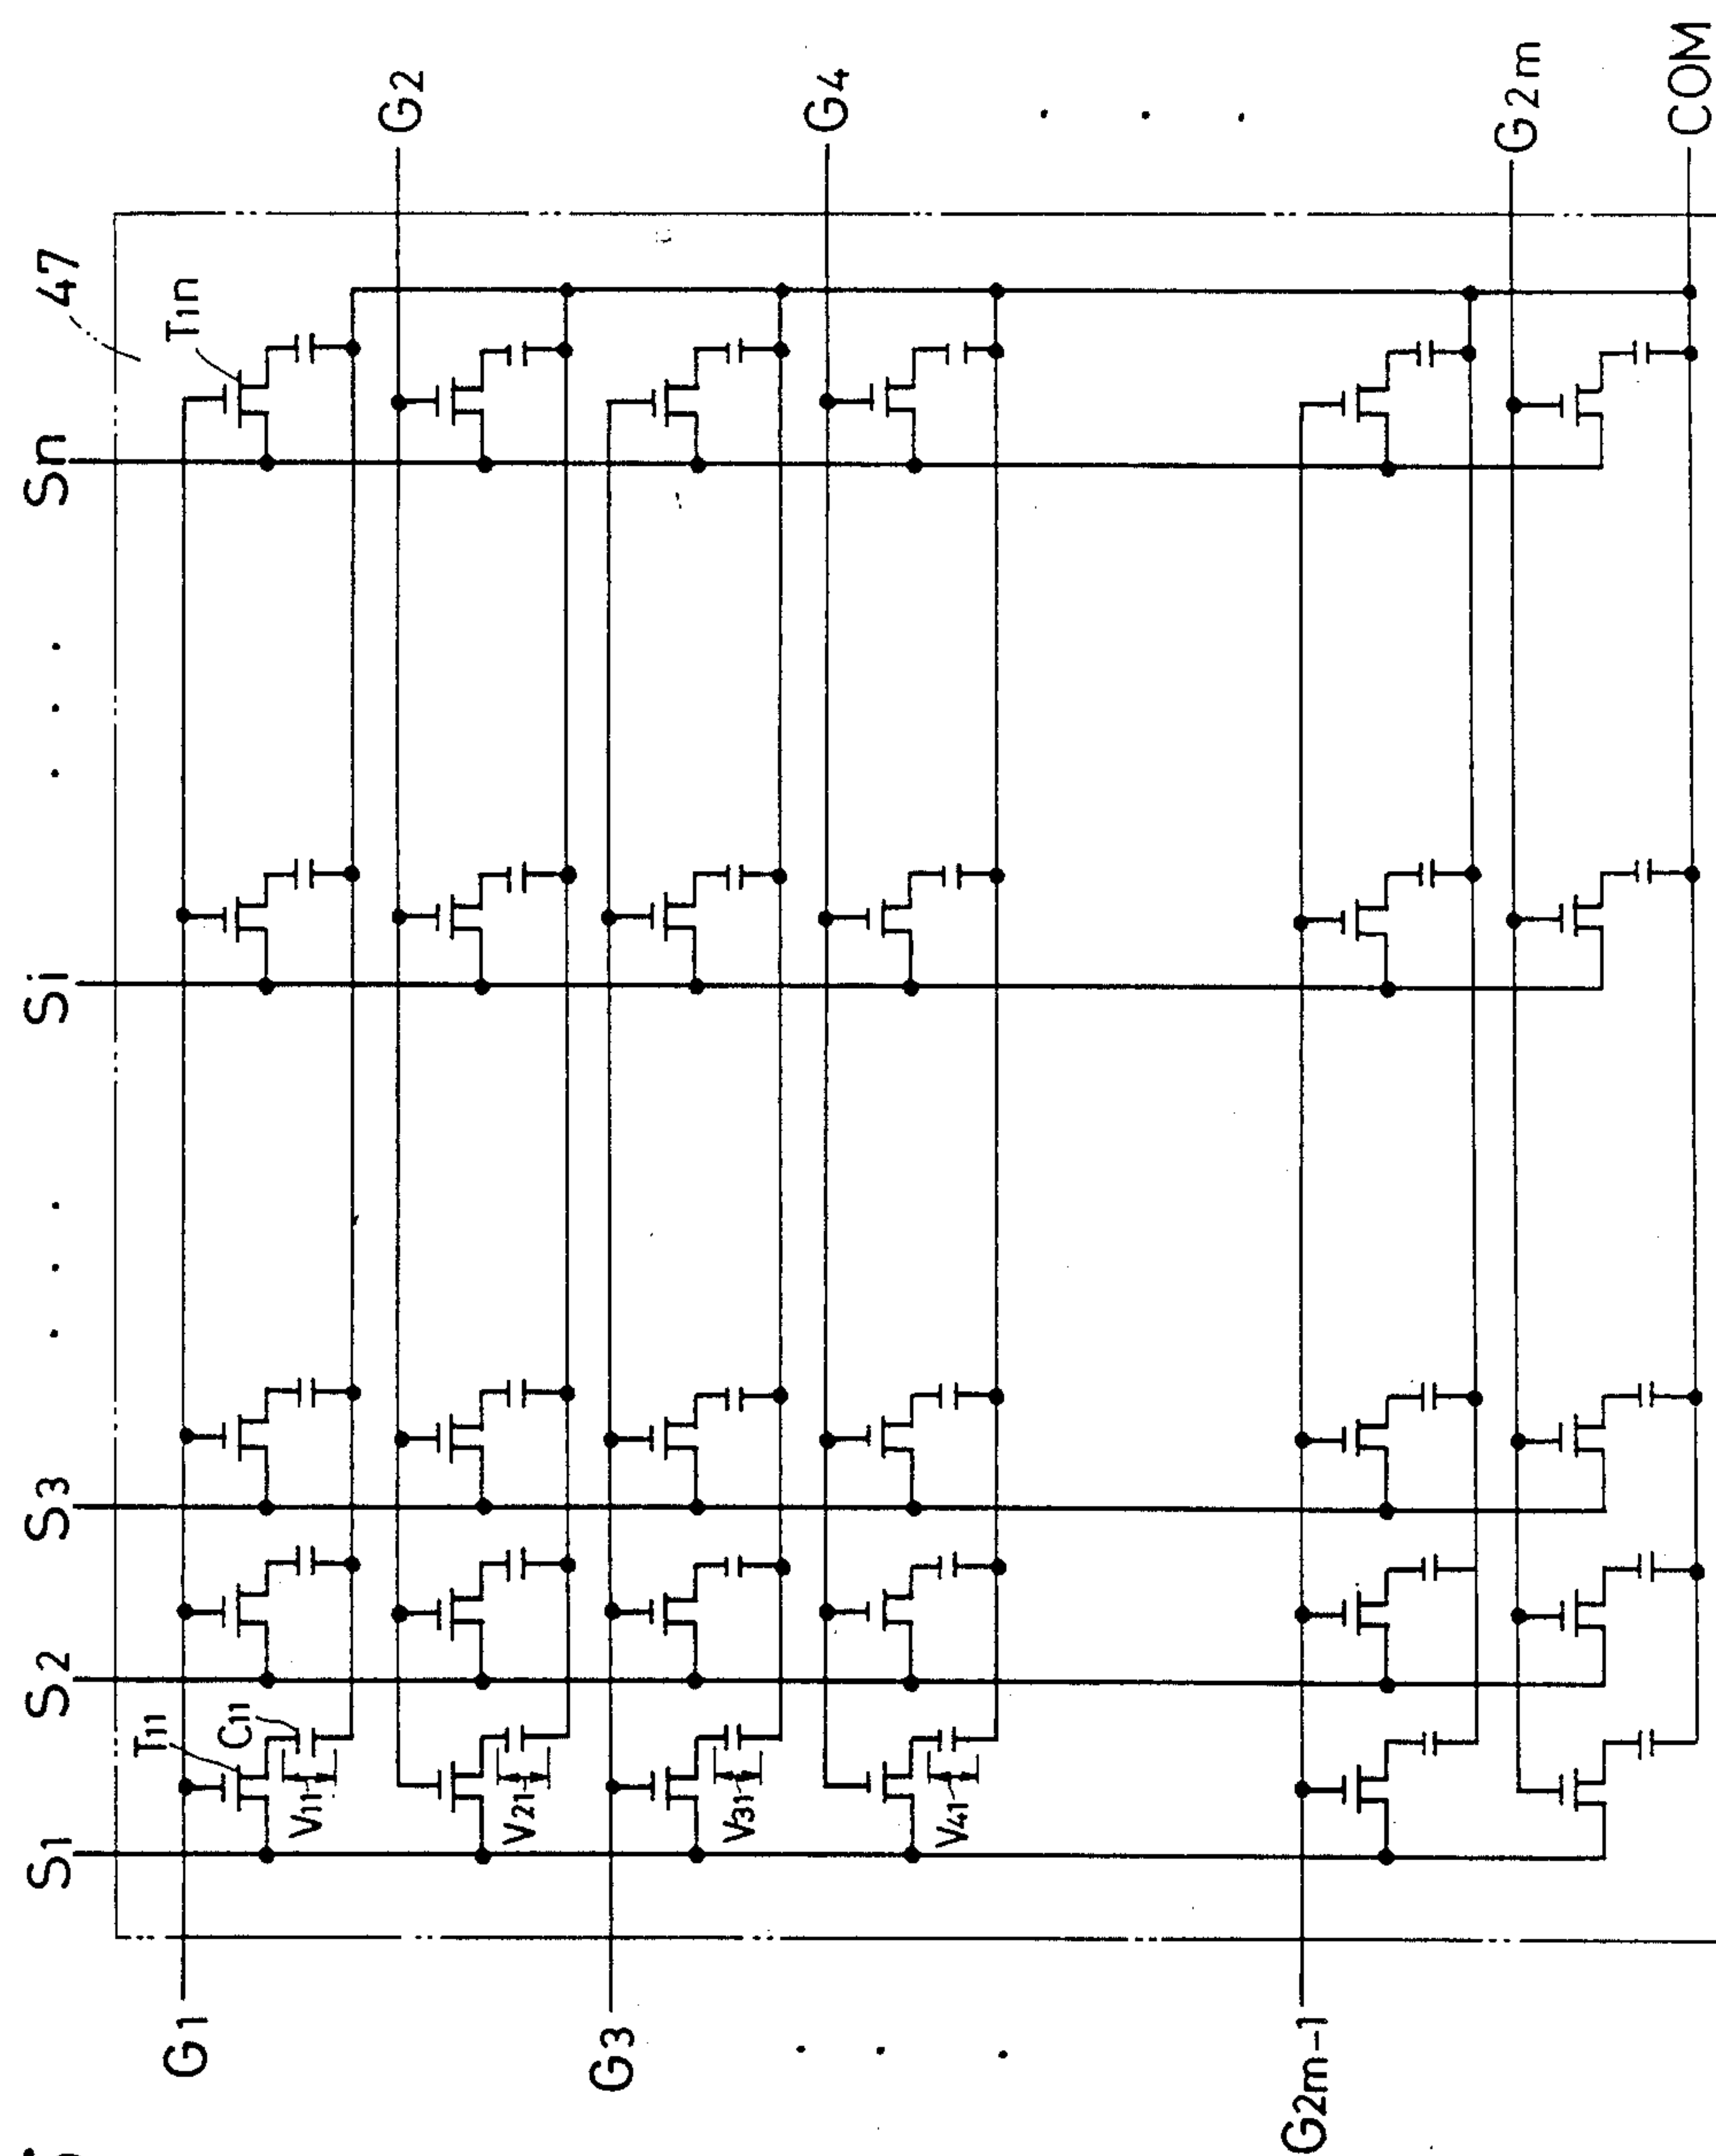 47
S1 S2 S3 . . . Si . . . Sn
G1
T11
C11
V11
T1n
G2
V21
G3
V31
G4
V41
. . .
. . .
G2m-1
G2m
COM